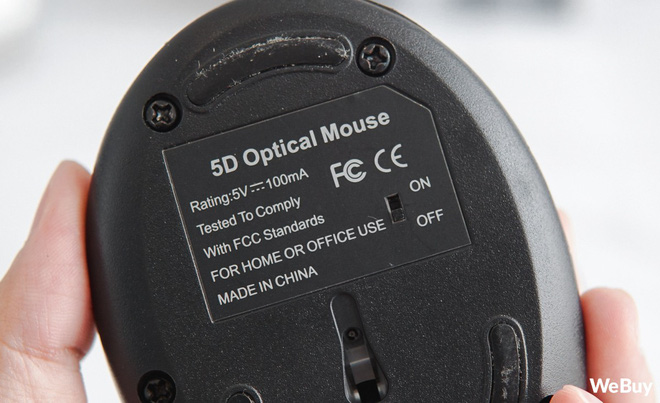 5D Optical Mouse
Rating:5V⎓100mA
FC CE
Tested To Comply
With FCC Standards
ON
FOR HOME OR OFFICE USE
OFF
MADE IN CHINA
WeBuy